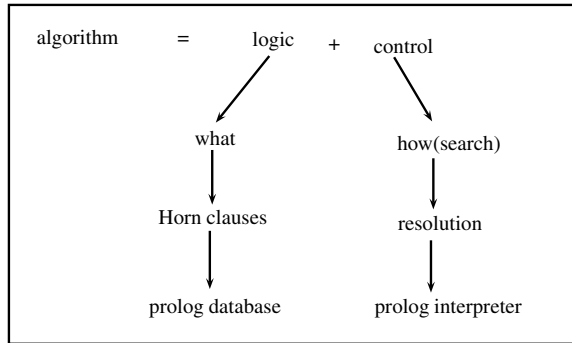 algorithm = logic + control
what how(search)
Horn clauses resolution
prolog database prolog interpreter